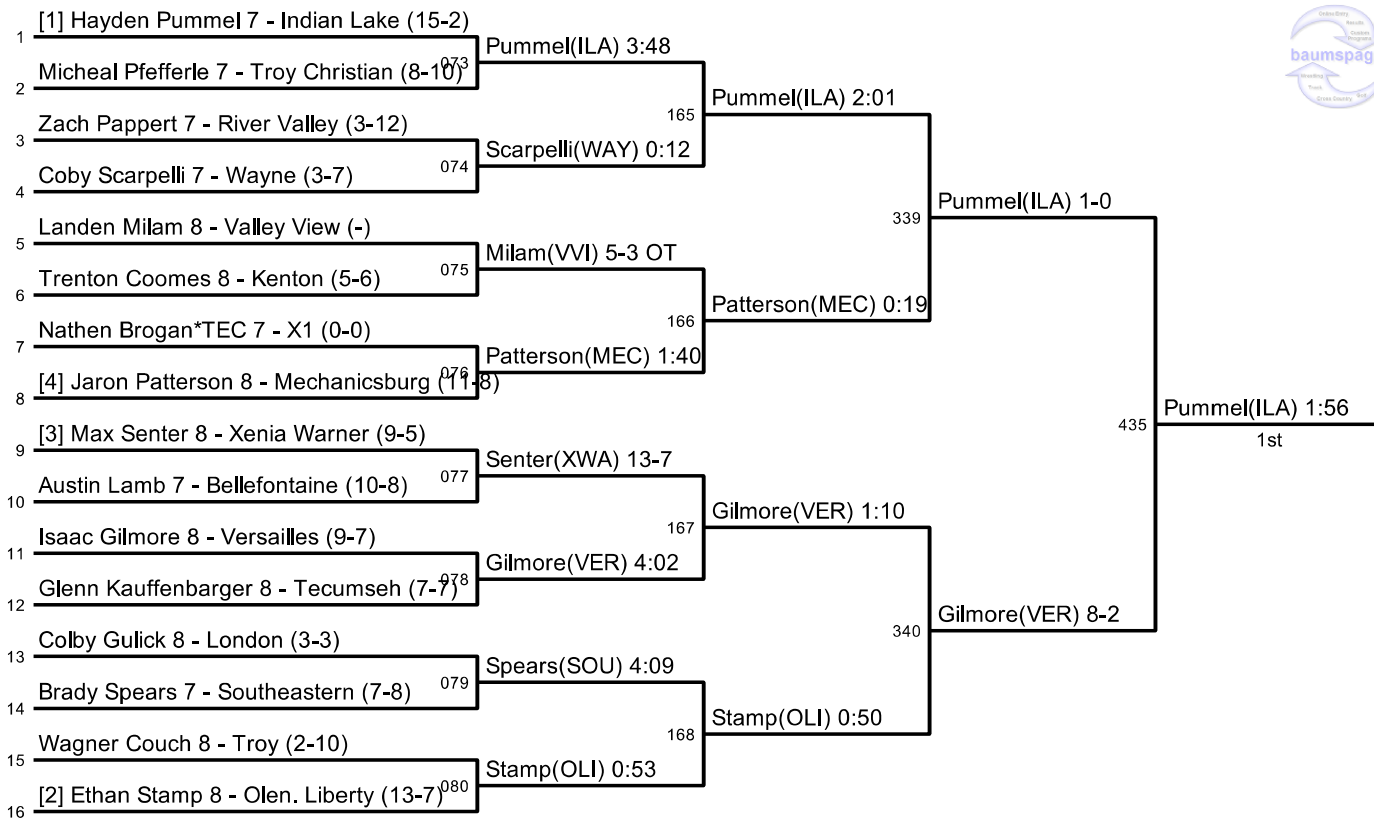 [1] Hayden Pummel 7 - Indian Lake (15-2)
1
Micheal Pfefferle 7 - Troy Christian (8-10)
2
073
Pummel(ILA) 3:48
Zach Pappert 7 - River Valley (3-12)
3
Coby Scarpelli 7 - Wayne (3-7)
4
074
Scarpelli(WAY) 0:12
165
Pummel(ILA) 2:01
Landen Milam 8 - Valley View (-)
5
Trenton Coomes 8 - Kenton (5-6)
6
075
Milam(VVI) 5-3 OT
Nathen Brogan*TEC 7 - X1 (0-0)
7
[4] Jaron Patterson 8 - Mechanicsburg (11-8)
8
076
Patterson(MEC) 1:40
166
Patterson(MEC) 0:19
339
Pummel(ILA) 1-0
[3] Max Senter 8 - Xenia Warner (9-5)
9
Austin Lamb 7 - Bellefontaine (10-8)
10
077
Senter(XWA) 13-7
Isaac Gilmore 8 - Versailles (9-7)
11
Glenn Kauffenbarger 8 - Tecumseh (7-7)
12
078
Gilmore(VER) 4:02
167
Gilmore(VER) 1:10
Colby Gulick 8 - London (3-3)
13
Brady Spears 7 - Southeastern (7-8)
14
079
Spears(SOU) 4:09
Wagner Couch 8 - Troy (2-10)
15
[2] Ethan Stamp 8 - Olen. Liberty (13-7)
16
080
Stamp(OLI) 0:53
168
Stamp(OLI) 0:50
340
Gilmore(VER) 8-2
435
Pummel(ILA) 1:56
1st
Online Entry
Results
Custom
Programs
baumspag
Wrestling
Track
Cross Country